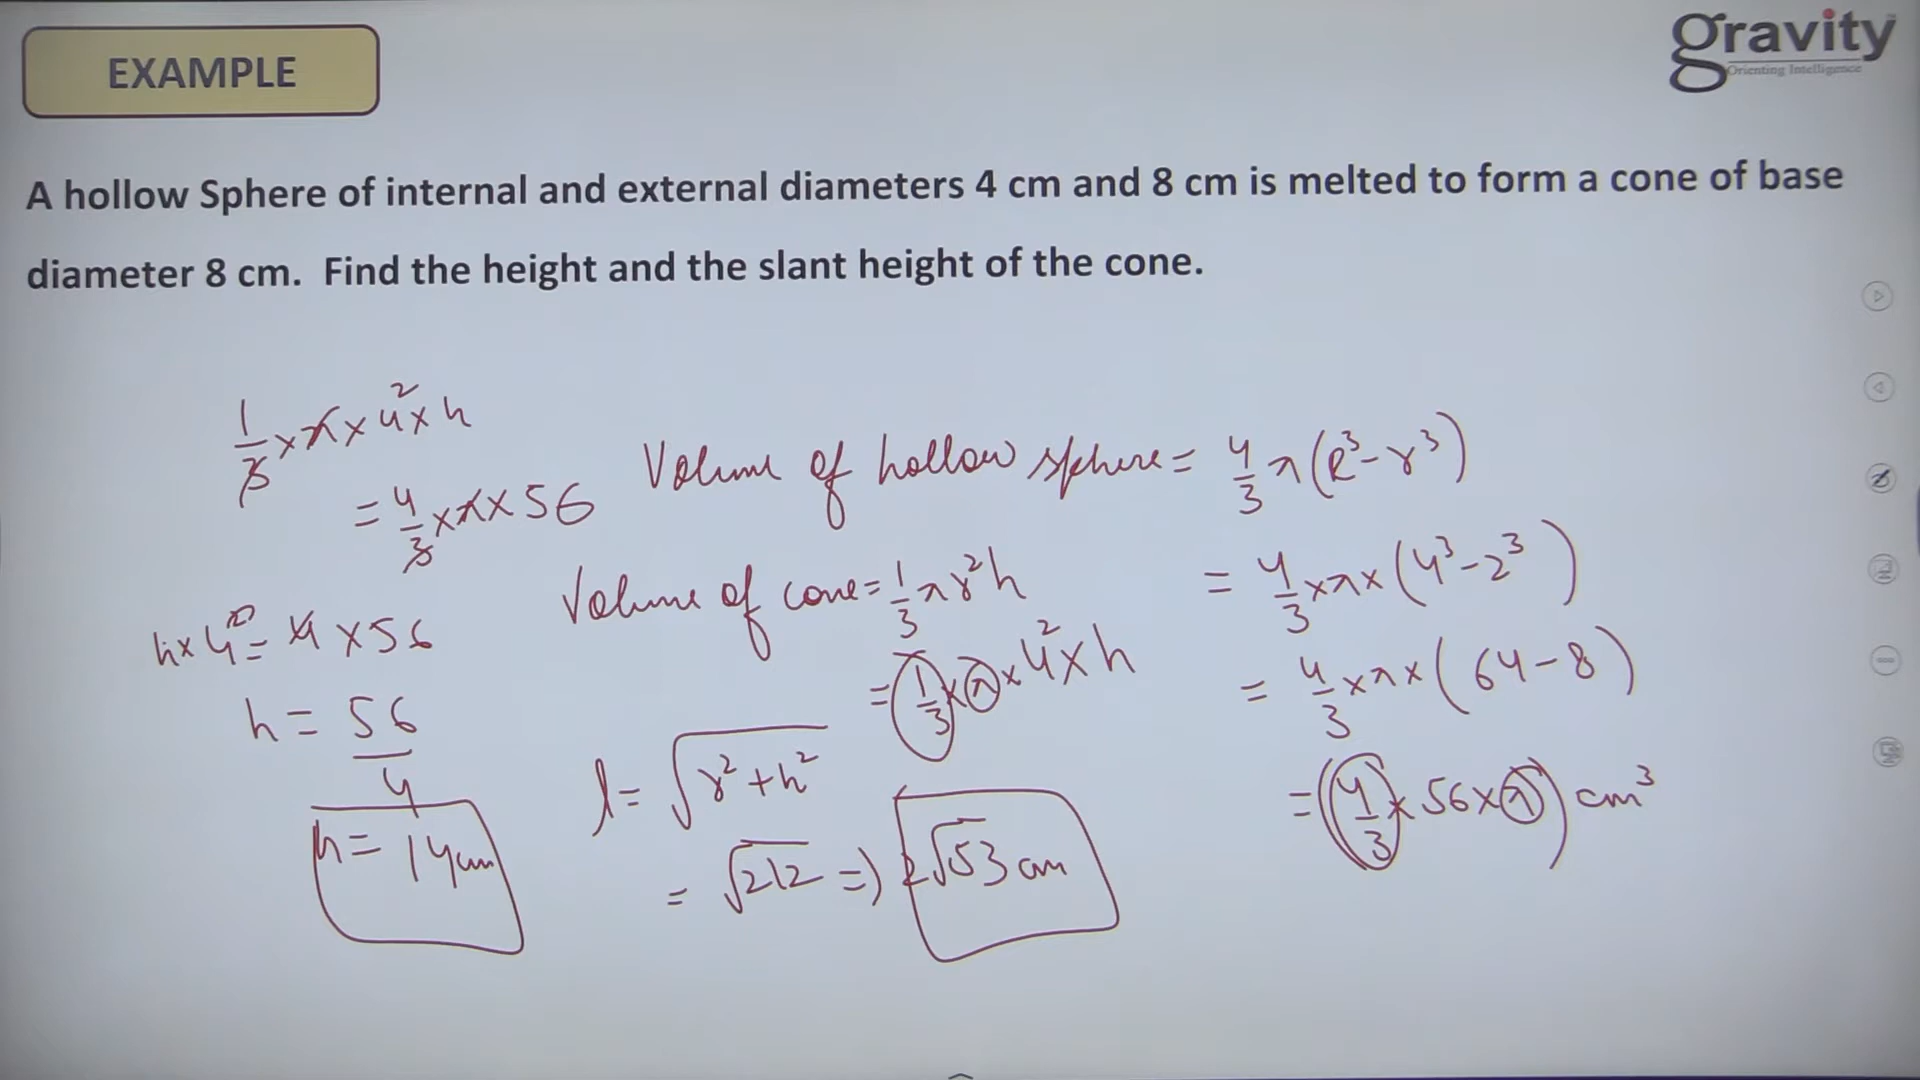 EXAMPLE
gravity
Orienting Intelligence
A hollow Sphere of internal and external diameters 4 cm and 8 cm is melted to form a cone of base
diameter 8 cm. Find the height and the slant height of the cone.
1/3 × π × 4² × h
= 4/3 × π × 56
h × 4² = 4 × 56
h = 56/4
h = 14 cm
Volume of hollow sphere = 4/3 π (R³ - r³)
= 4/3 × π × (4³ - 2³)
= 4/3 × π × (64 - 8)
= (4/3 × 56 × π) cm³
Volume of cone = 1/3 π r² h
= 1/3 × π × 4² × h
l = √(r² + h²)
= √212 => 2√53 cm